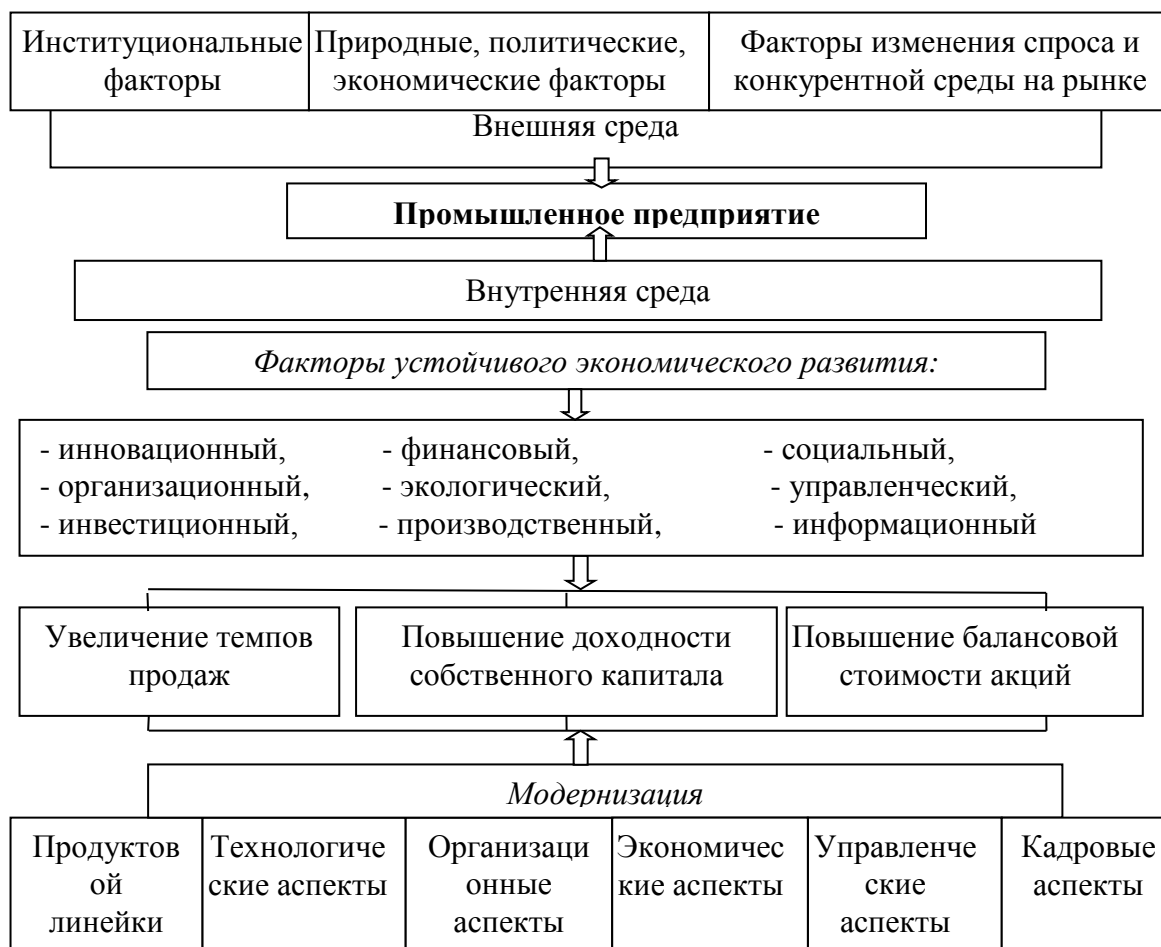 Институциональные факторы
Природные, политические, экономические факторы
Факторы изменения спроса и конкурентной среды на рынке
Внешняя среда
Промышленное предприятие
Внутренняя среда
Факторы устойчивого экономического развития:
- инновационный, - финансовый, - социальный,
- организационный, - экологический, - управленческий,
- инвестиционный, - производственный, - информационный
Увеличение темпов
продаж
Повышение доходности
собственного капитала
Повышение балансовой
стоимости акций
Модернизация
Продуктов
ой
линейки
Технологиче
ские аспекты
Организаци
онные
аспекты
Экономичес
кие аспекты
Управленче
ские
аспекты
Кадровые
аспекты